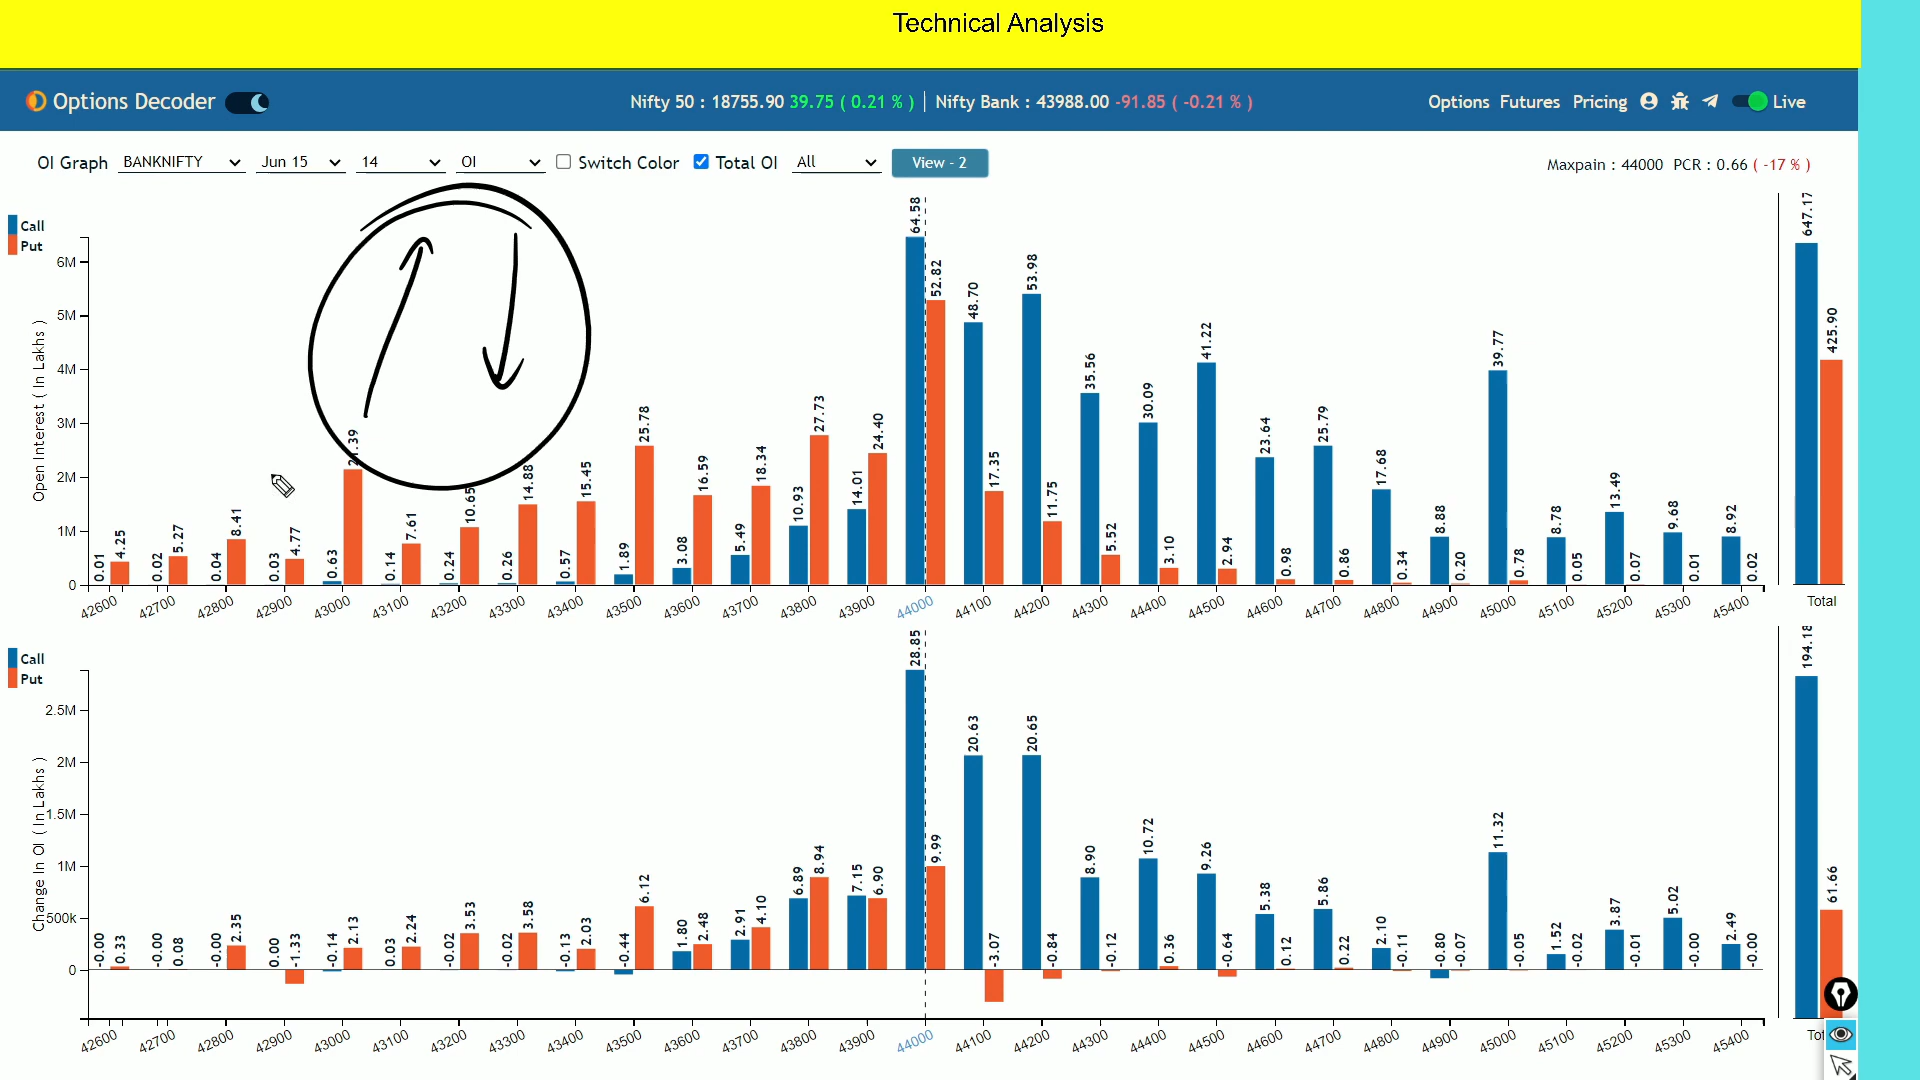 Technical Analysis
Options Decoder
Nifty 50 : 18755.90 39.75 ( 0.21 % ) | Nifty Bank : 43988.00 -91.85 ( -0.21 % )
Options Futures Pricing Live
OI Graph BANKNIFTY Jun 15 14 OI Switch Color Total OI All View - 2
Maxpain : 44000 PCR : 0.66 ( -17 % )
Call
Put
Open Interest ( In Lakhs )
6M
5M
4M
3M
2M
1M
0
0.01 4.25 0.02 5.27 0.04 8.41 0.03 4.77 0.63 21.39 0.14 7.61 0.24 10.65 0.26 14.88 0.57 15.45 1.89 25.78 3.08 16.59 5.49 18.34 10.93 27.73 14.01 24.40 64.58 52.82 48.70 17.35 53.98 11.75 35.56 5.52 30.09 3.10 41.22 2.94 23.64 0.98 25.79 0.86 17.68 0.34 8.88 0.20 39.77 0.78 8.78 0.05 13.49 0.07 9.68 0.01 8.92 0.02 647.17 425.90
42600 42700 42800 42900 43000 43100 43200 43300 43400 43500 43600 43700 43800 43900 44000 44100 44200 44300 44400 44500 44600 44700 44800 44900 45000 45100 45200 45300 45400 Total
Call
Put
Change In OI ( In Lakhs )
2.5M
2M
1.5M
1M
500k
0
-0.00 0.33 -0.00 0.08 -0.00 2.35 0.00 -1.33 -0.14 2.13 0.03 2.24 -0.02 3.53 -0.02 3.58 -0.13 2.03 -0.44 6.12 1.80 2.48 2.91 4.10 6.89 8.94 7.15 6.90 28.85 9.99 20.63 -3.07 20.65 -0.84 8.90 -0.12 10.72 0.36 9.26 -0.64 5.38 0.12 5.86 0.22 2.10 -0.11 -0.80 -0.07 11.32 -0.05 1.52 -0.02 3.87 -0.01 5.02 -0.00 2.49 -0.00 194.18 61.66
42600 42700 42800 42900 43000 43100 43200 43300 43400 43500 43600 43700 43800 43900 44000 44100 44200 44300 44400 44500 44600 44700 44800 44900 45000 45100 45200 45300 45400